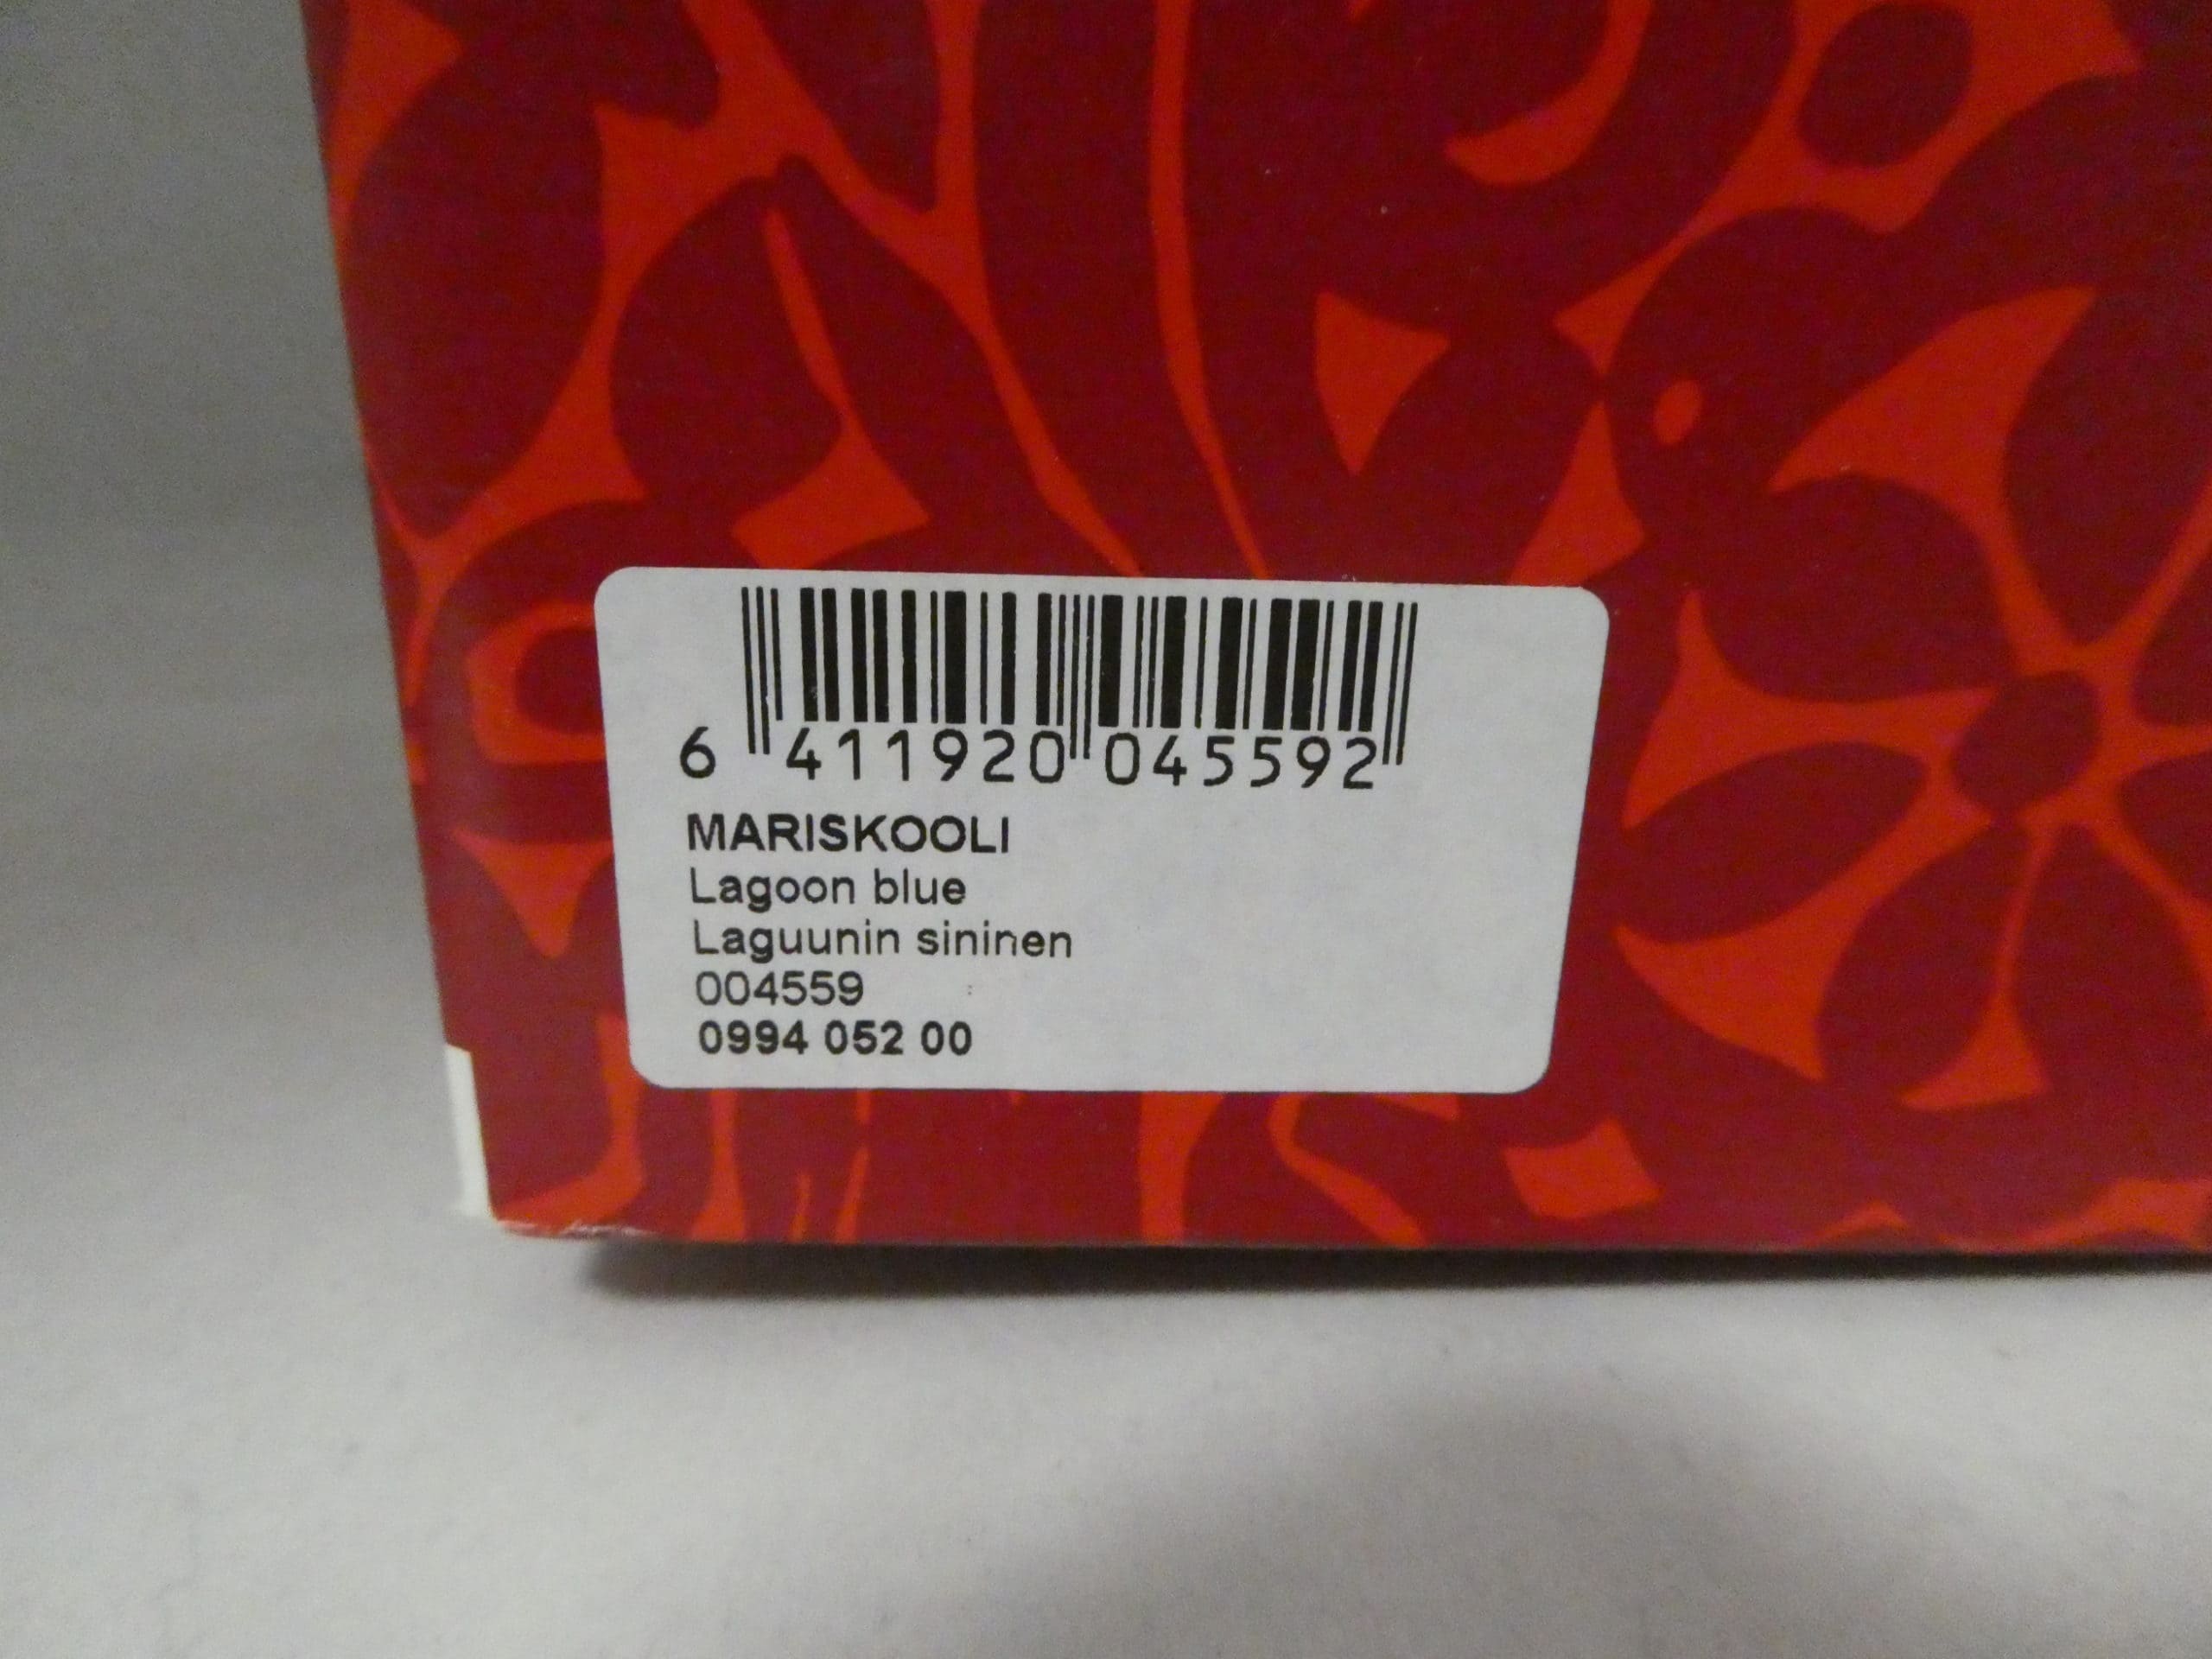 6 411920 045592
MARISKOOLI
Lagoon blue
Laguunin sininen
004559
0994 052 00